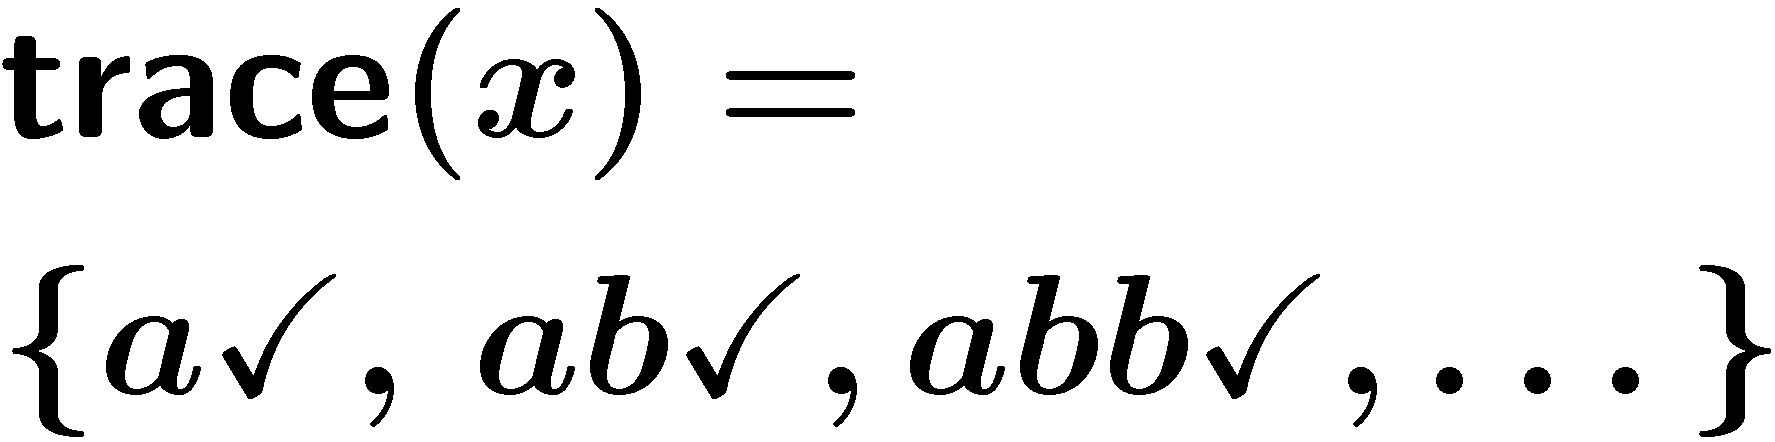 trace(x) =
{a✓, ab✓, abb✓, . . . }